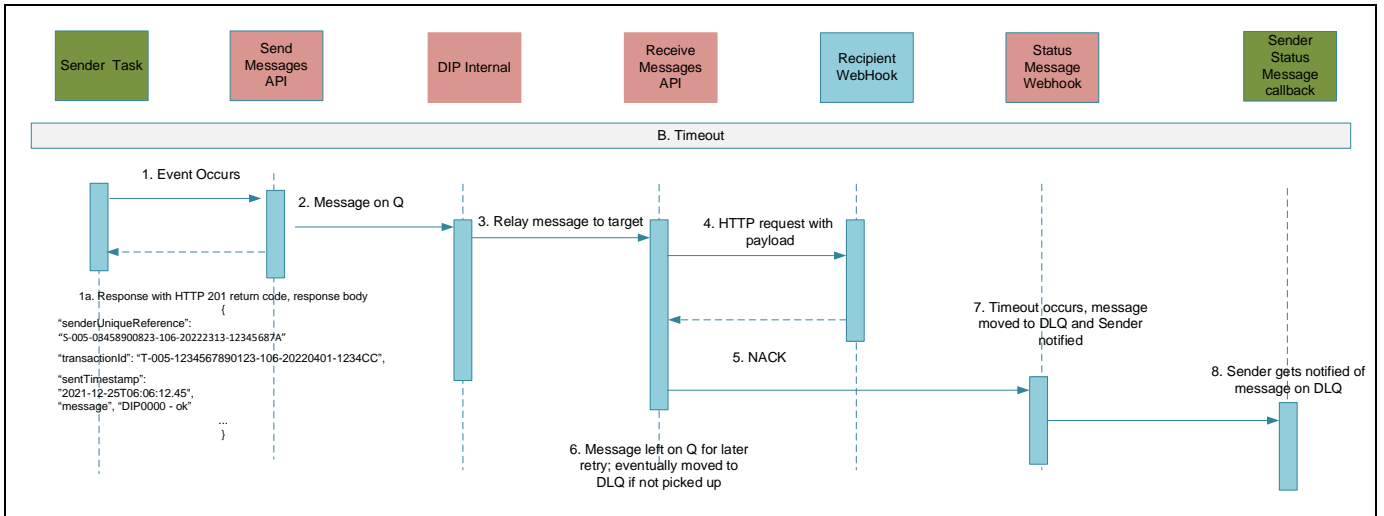 Sender Task
Send
Messages
API
DIP Internal
Receive
Messages
API
Recipient
WebHook
Status
Message
Webhook
Sender
Status
Message
callback
B. Timeout
1. Event Occurs
2. Message on Q
3. Relay message to target
4. HTTP request with
payload
1a. Response with HTTP 201 return code, response body
{
“senderUniqueReference”:
“S-005-03458900823-106-20222313-12345687A”
“transactionId”: “T-005-1234567890123-106-20220401-1234CC”,
“sentTimestamp”:
”2021-12-25T06:06:12.45”,
“message”, “DIP0000 - ok”
...
}
5. NACK
6. Message left on Q for later
retry; eventually moved to
DLQ if not picked up
7. Timeout occurs, message
moved to DLQ and Sender
notified
8. Sender gets notified of
message on DLQ